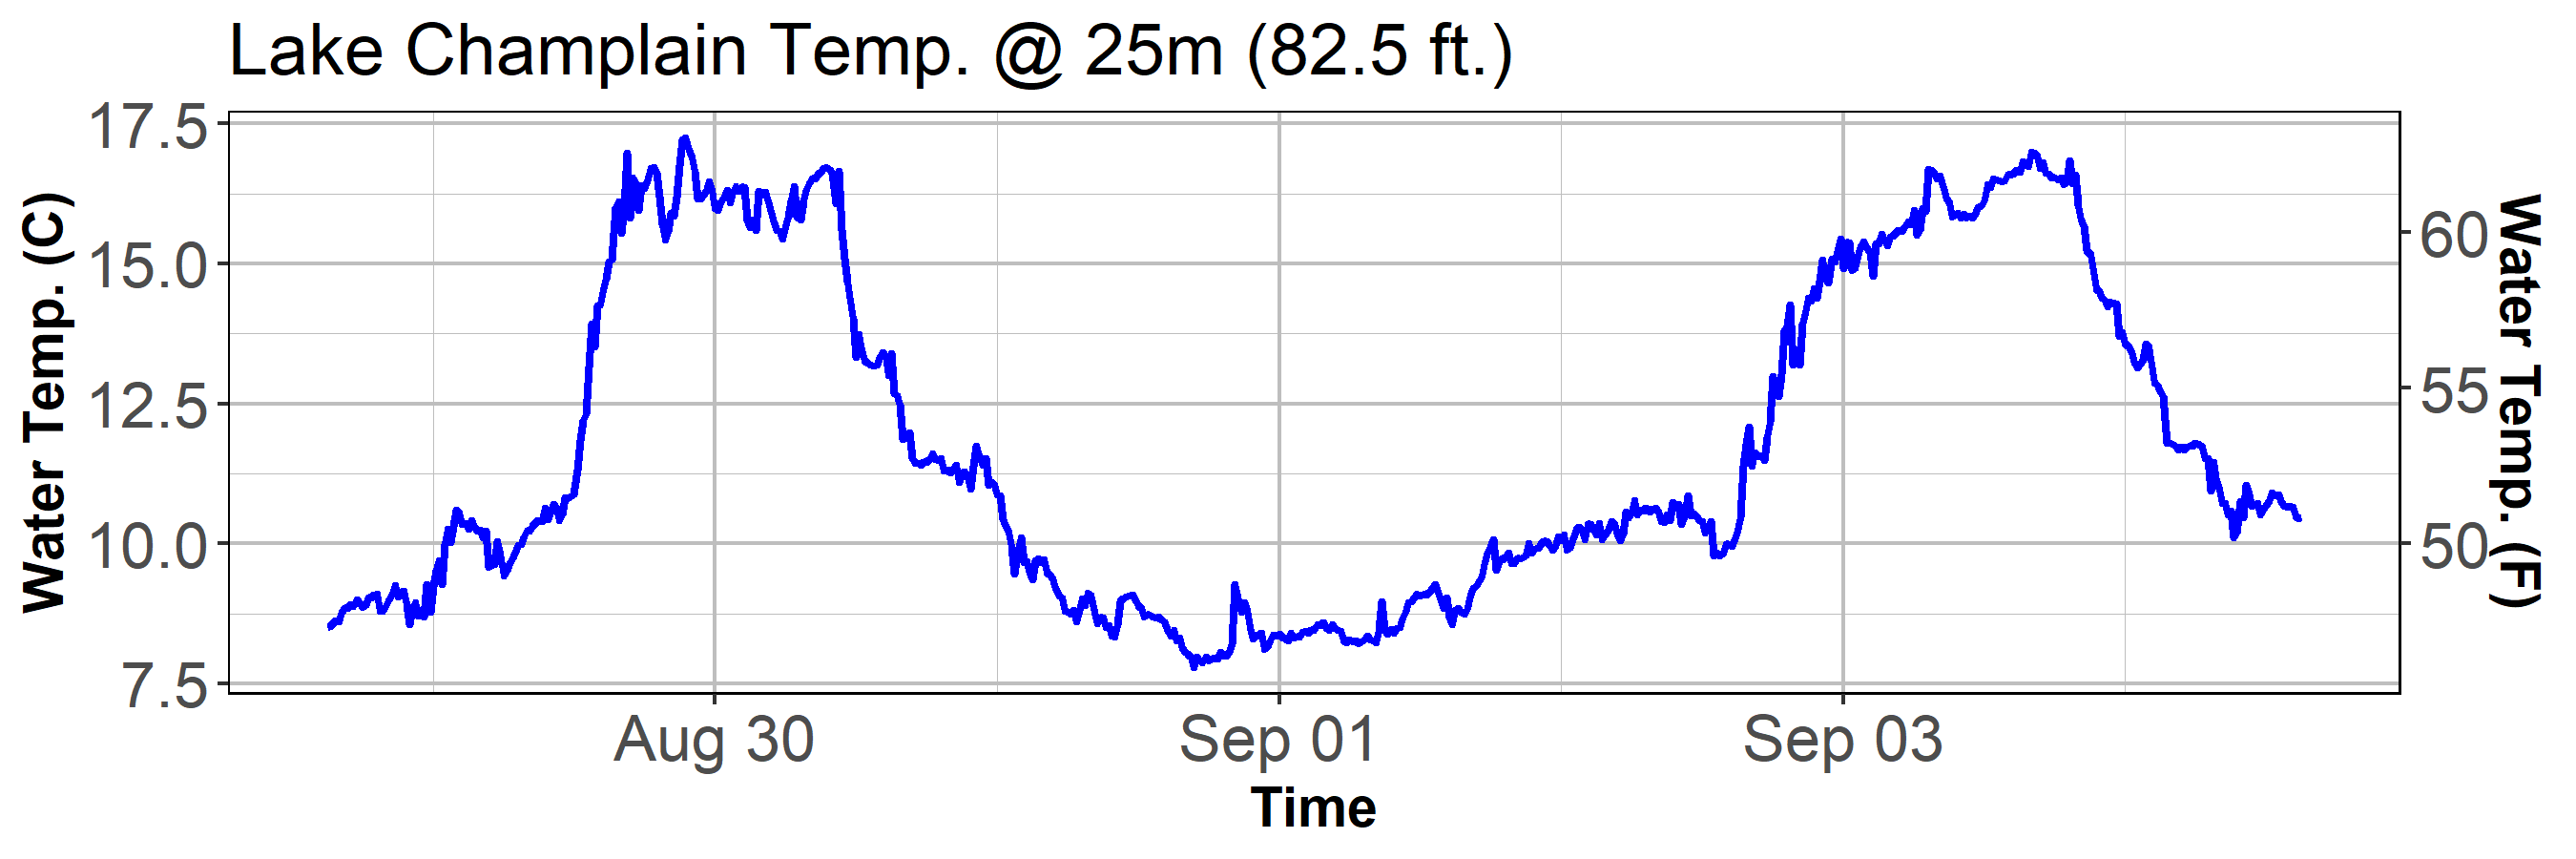 Lake Champlain Temp. @ 25m (82.5 ft.)
Water Temp. (C)
17.5
15.0
12.5
10.0
7.5
60
55
50
Water Temp. (F)
Aug 30
Sep 01
Sep 03
Time